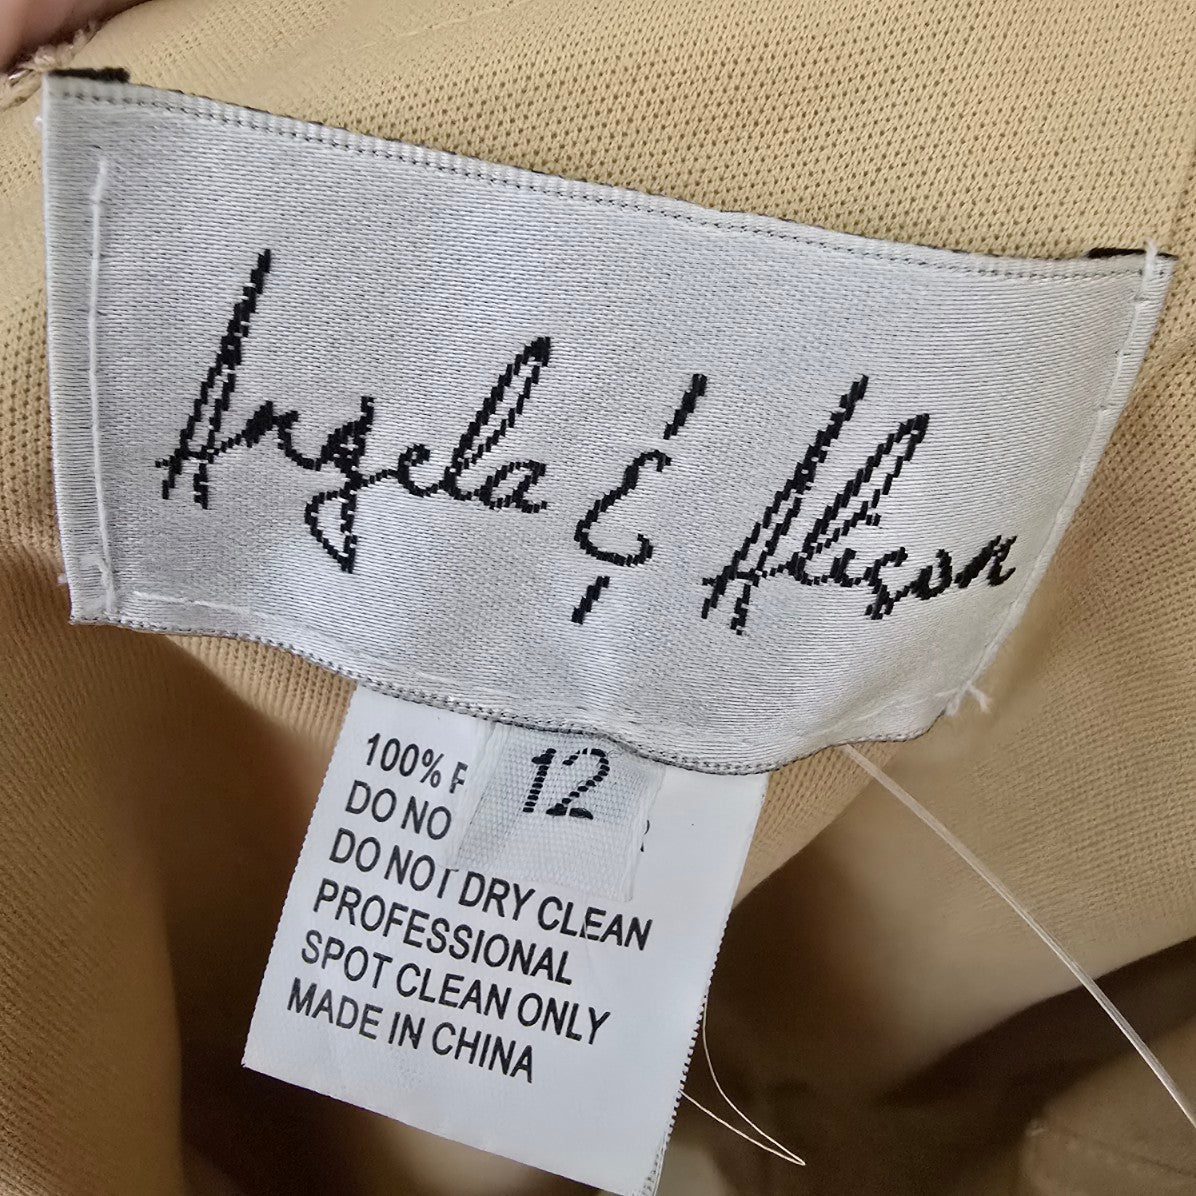 Angela & Alison
12
100%
DO NO
DO NOT DRY CLEAN
PROFESSIONAL
SPOT CLEAN ONLY
MADE IN CHINA